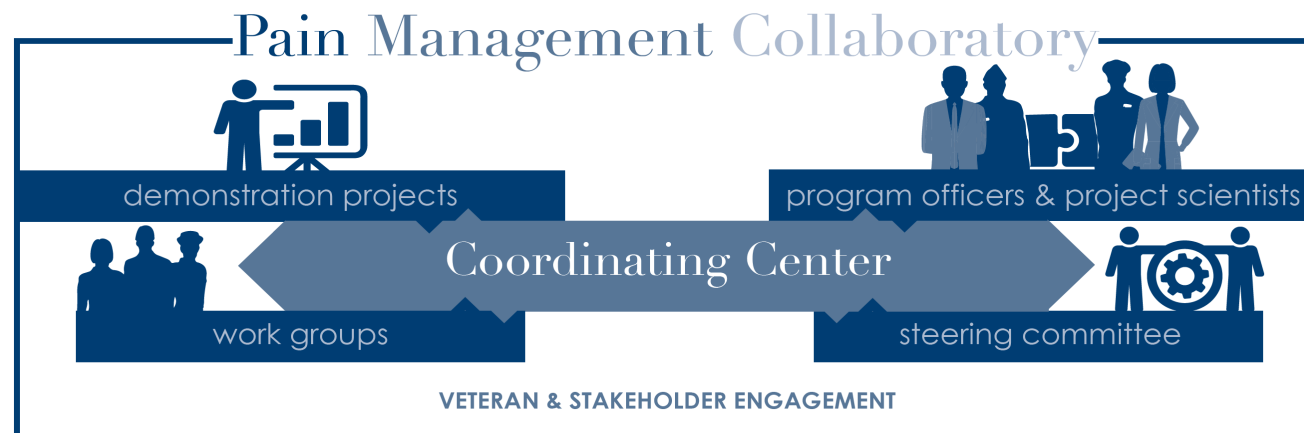 Pain Management Collaboratory
demonstration projects
program officers & project scientists
Coordinating Center
work groups
steering committee
VETERAN & STAKEHOLDER ENGAGEMENT